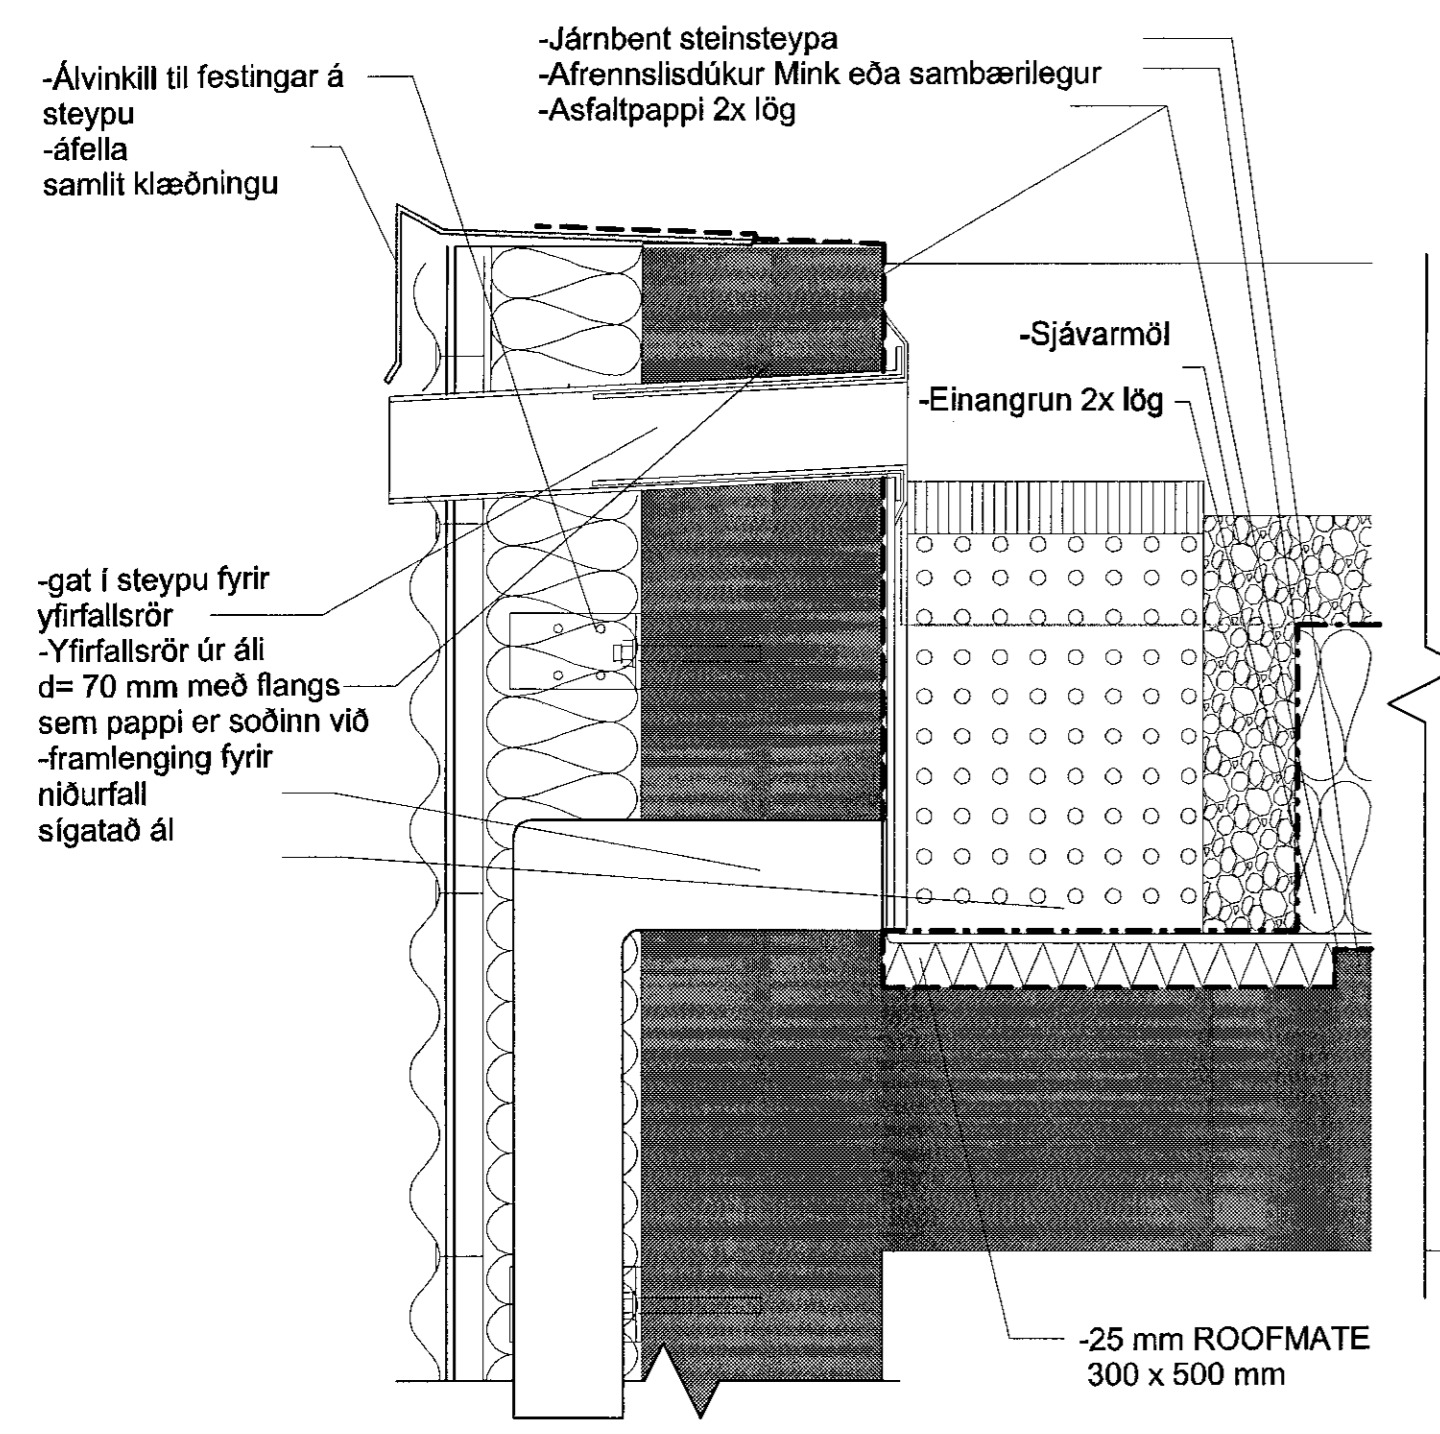 -Járnbent steinsteypa
-Afrennslisdúkur Mink eða sambærilegur
-Asfaltpappi 2x lög
-Álvinkill til festingar á
steypu
-áfella
samlit klæðningu
-Sjávarmöl
-Einangrun 2x lög
-gat í steypu fyrir
yfirfallsrör
-Yfirfallsrör úr áli
d= 70 mm með flangs
sem pappi er soðinn við
-framlenging fyrir
niðurfall
sígatað ál
-25 mm ROOFMATE
300 x 500 mm